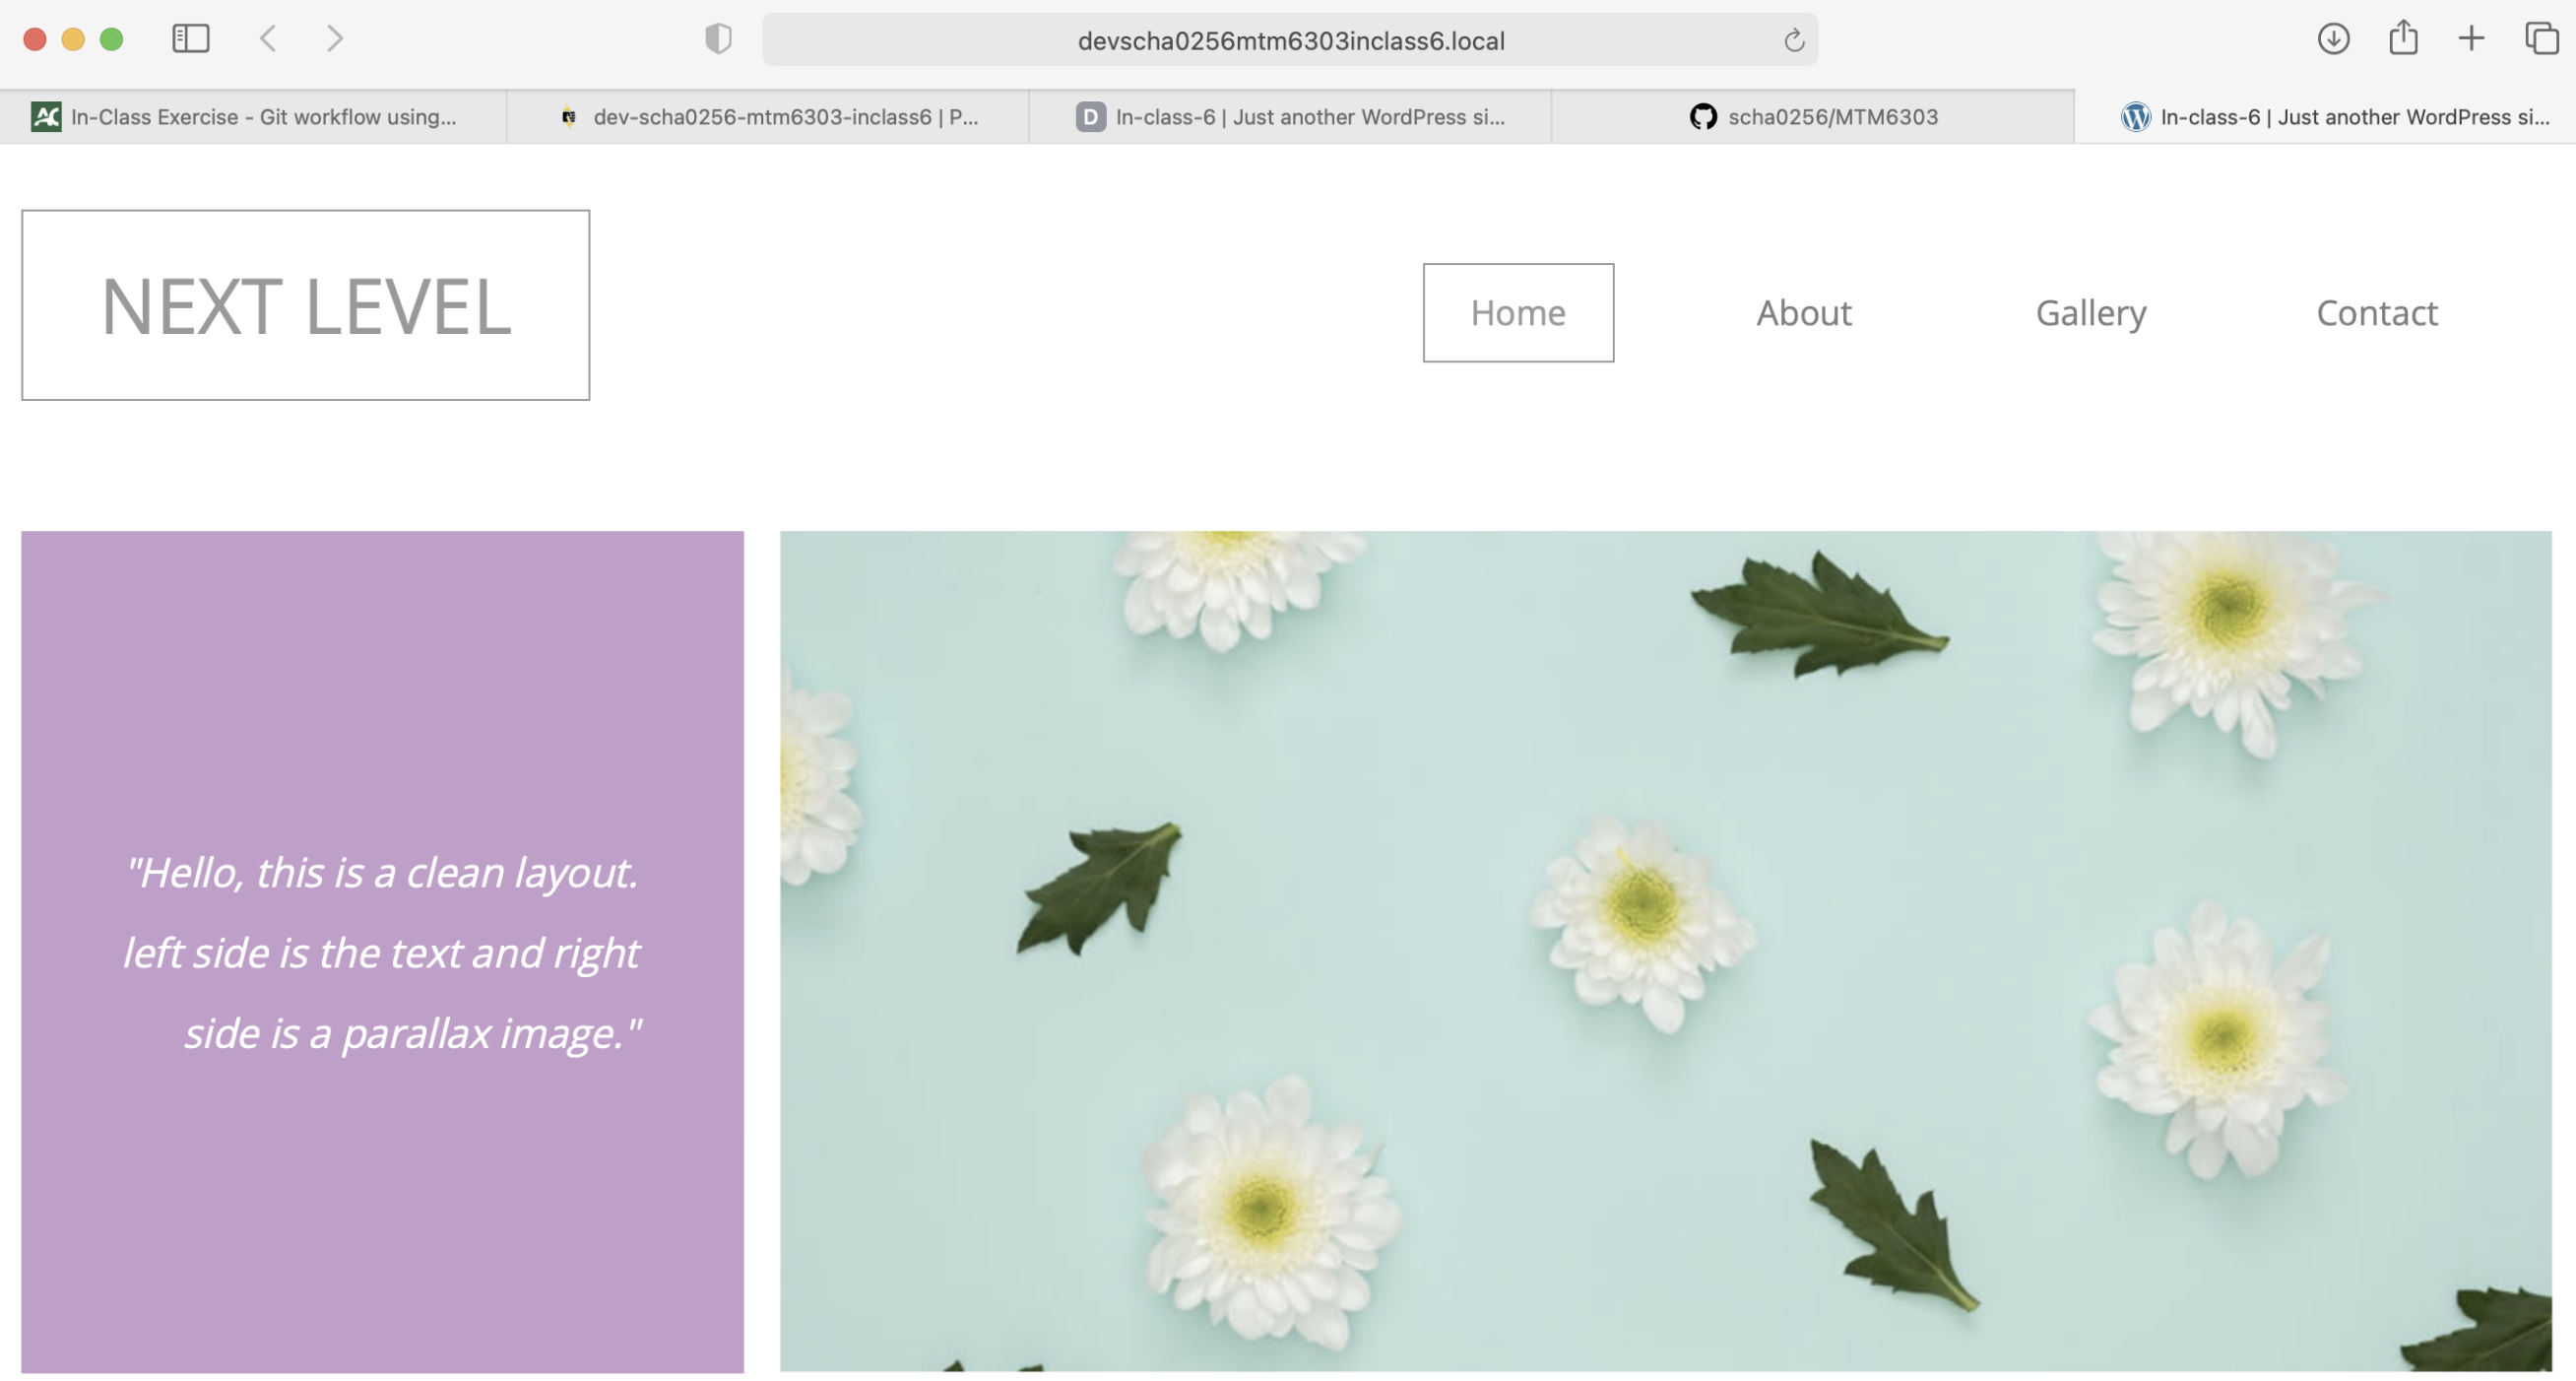 devscha0256mtm6303inclass6.local
In-Class Exercise - Git workflow using...
dev-scha0256-mtm6303-inclass6 | P...
D In-class-6 | Just another WordPress si...
scha0256/MTM6303
In-class-6 | Just another WordPress si...
NEXT LEVEL
Home
About
Gallery
Contact
"Hello, this is a clean layout.
left side is the text and right
side is a parallax image."